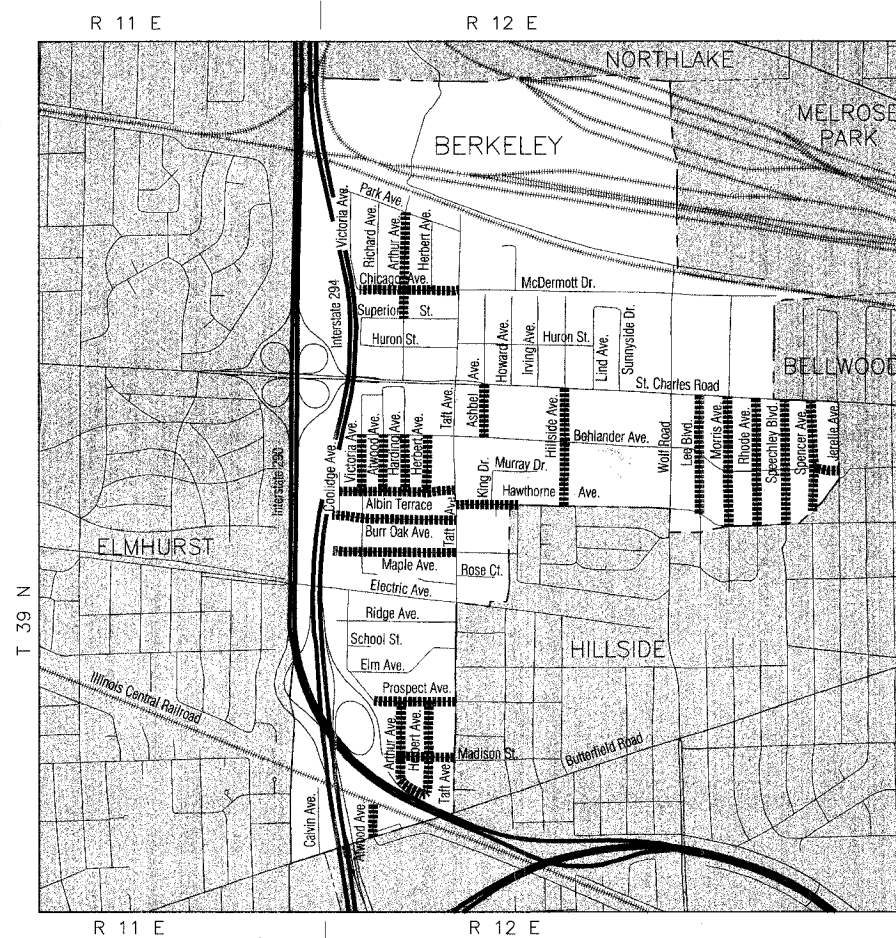 R 11 E
R 12 E
NORTHLAKE
MELROSE
PARK
BERKELEY
Park Ave.
Victoria Ave.
Richard Ave.
Arthur Ave.
Herbert Ave.
Chicago Ave.
McDermott Dr.
Interstate 294
Superior St.
Huron St.
Ashbel Ave.
Howard Ave.
Irving Ave.
Huron St.
Lind Ave.
Sunnyside Dr.
BELLWOOD
St. Charles Road
Taft Ave.
Hillside Ave.
Wolf Road
Lee Blvd.
Morris Ave.
Rhode Ave.
Speechley Blvd.
Spencer Ave.
Jerelie Ave.
Victoria Ave.
Atwood Ave.
Harding Ave.
Herbert Ave.
Bohlander Ave.
Coolidge Ave.
Interstate 290
King Dr.
Murray Dr.
Hawthorne Ave.
Albin Terrace
Taft Ave.
Burr Oak Ave.
ELMHURST
Maple Ave.
Rose Ct.
Electric Ave.
T 39 N
Ridge Ave.
School St.
HILLSIDE
Elm Ave.
Illinois Central Railroad
Prospect Ave.
Arthur Ave.
Herbert Ave.
Madison St.
Butterfield Road
Taft Ave.
Calvin Ave.
Atwood Ave.
R 11 E
R 12 E